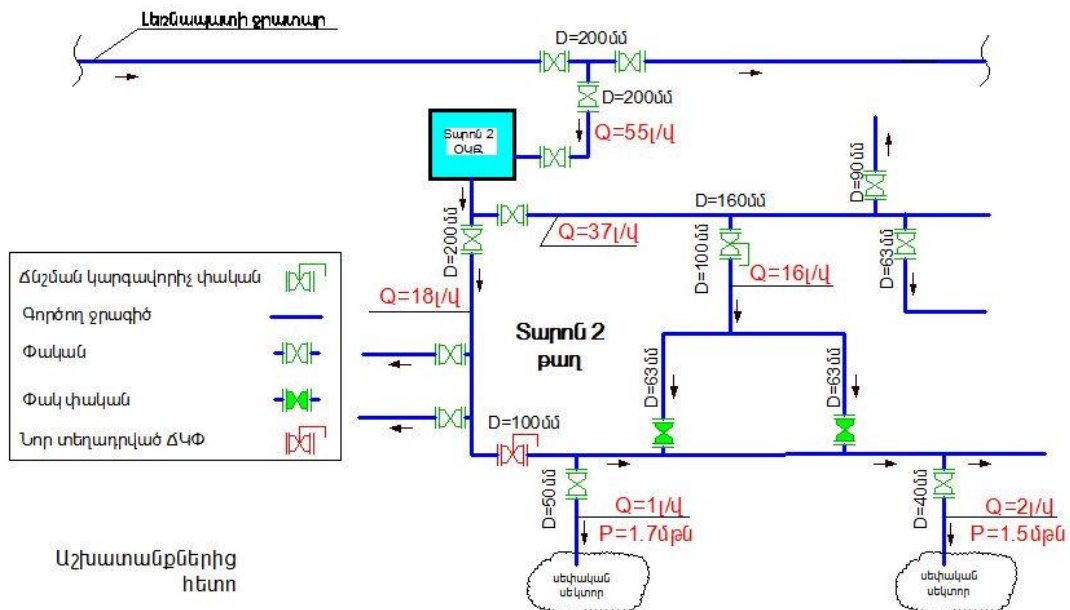 Լեռնապատի ջրատար
D=200մմ
D=200մմ
Q=55լ/վ
Տարոն 2
ՕԿՋ
D=90մմ
D=160մմ
D=200մմ
Q=37լ/վ
D=100մմ
D=63մմ
Q=16լ/վ
Q=18լ/վ
Ճնշման կարգավորիչ փական
Գործող ջրագիծ
Փական
Փակ փական
Նոր տեղադրված ՃԿՓ
Տարոն 2
թաղ
D=63մմ
D=63մմ
D=100մմ
D=50մմ
Q=1լ/վ
P=1.7մթն
D=40մմ
Q=2լ/վ
P=1.5մթն
սեփական
սեկտոր
սեփական
սեկտոր
Աշխատանքներից
հետո